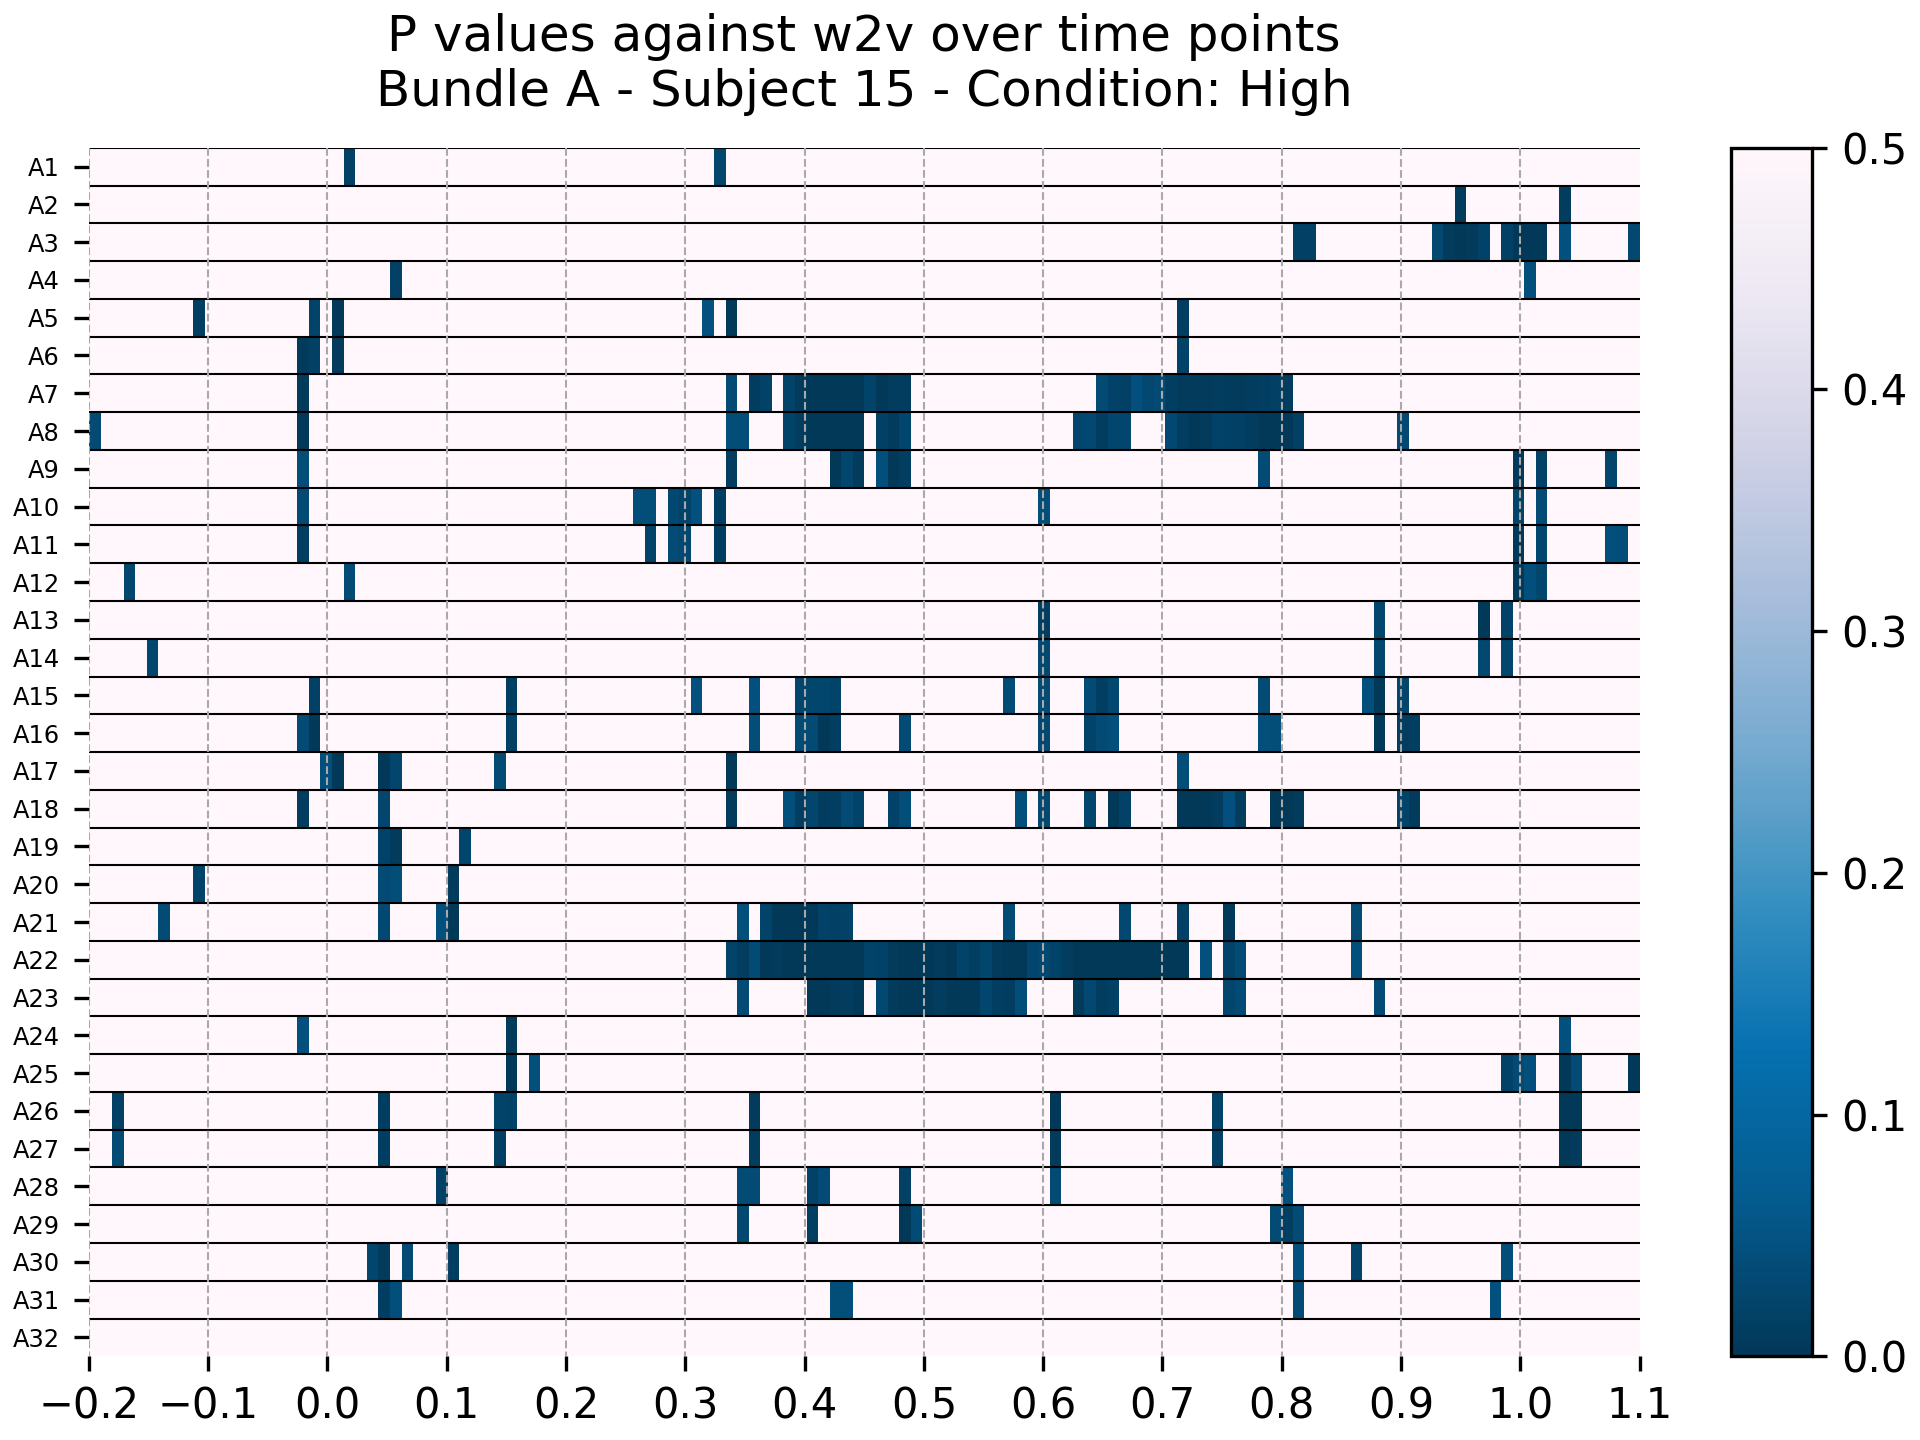 P values against w2v over time points
Bundle A - Subject 15 - Condition: High
A1
A2
A3
A4
A5
A6
A7
A8
A9
A10
A11
A12
A13
A14
A15
A16
A17
A18
A19
A20
A21
A22
A23
A24
A25
A26
A27
A28
A29
A30
A31
A32
−0.2 −0.1 0.0 0.1 0.2 0.3 0.4 0.5 0.6 0.7 0.8 0.9 1.0 1.1
0.5
0.4
0.3
0.2
0.1
0.0